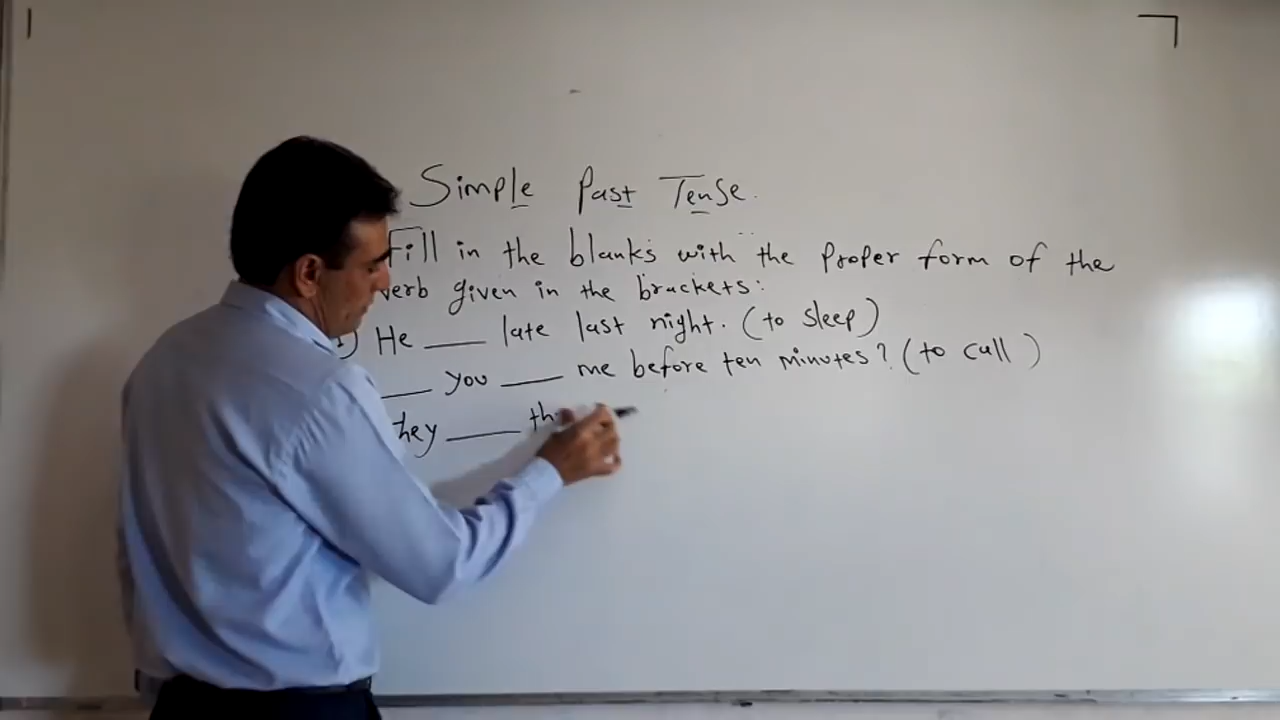 Simple Past Tense.
Fill in the blanks with the proper form of the
verb given in the brackets:
He ___ late last night. (to sleep)
___ you ___ me before ten minutes? (to call)
They ___